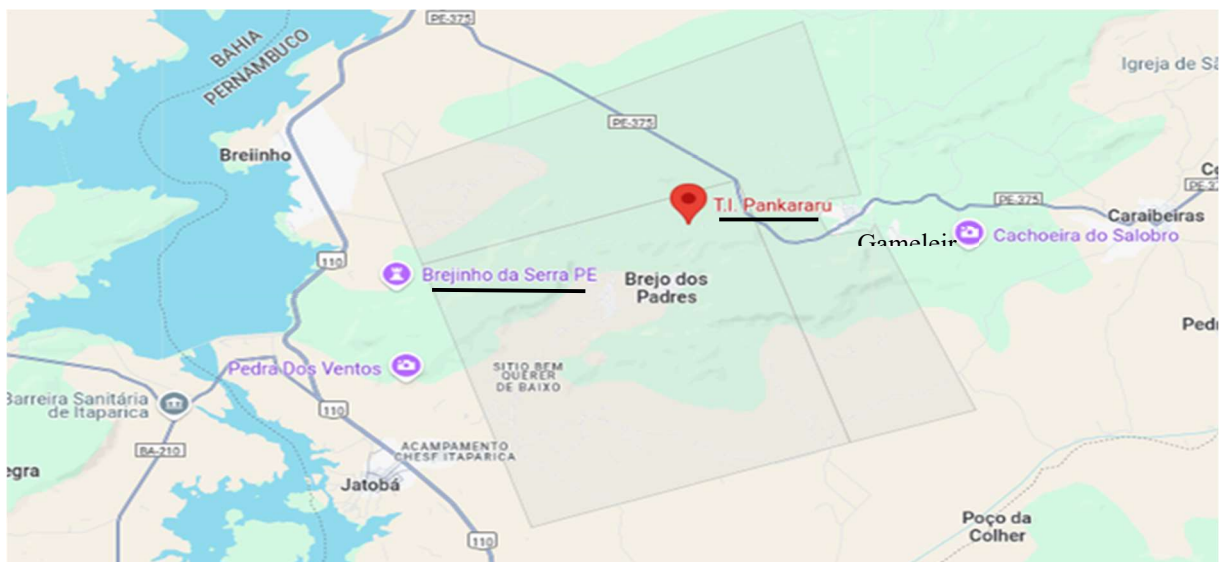 PE-375
BAHIA
PERNAMBUCO
Igreja de Sã
PE-375
Breiinho
T.I. Pankararu
PE-375
Caraibeiras
Gameleir
Cachoeira do Salobro
110
Brejinho da Serra PE
Brejo dos
Padres
Pedr
Pedra Dos Ventos
SITIO BEM
QUERER
DE BAIXO
Barreira Sanitária
de Itaparica
110
BA-210
ACAMPAMENTO
CHESF ITAPARICA
egra
Jatobá
Poço da
Colher
110